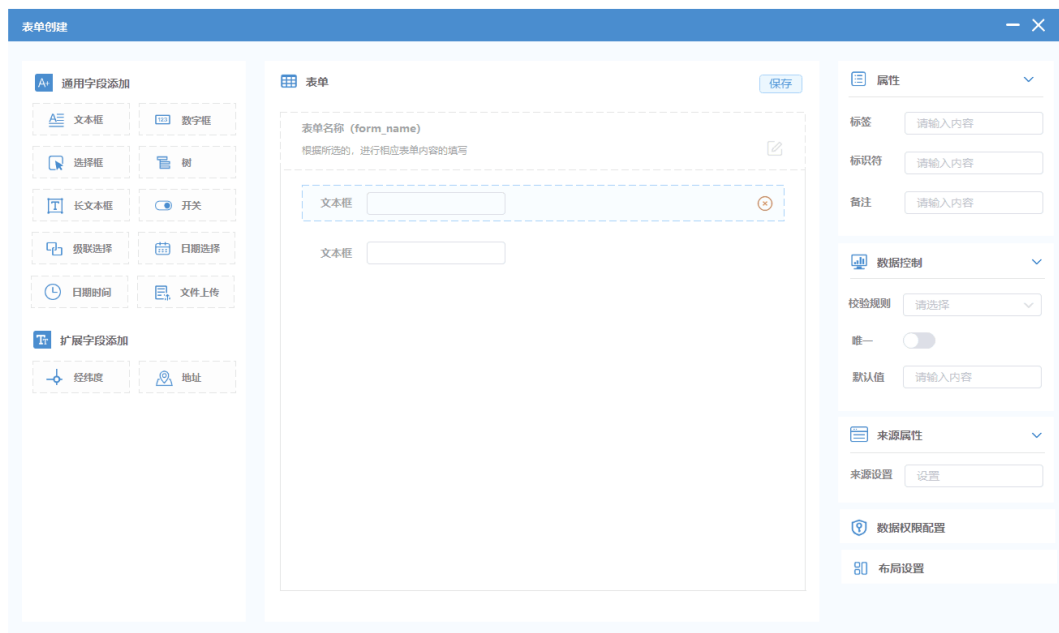 表单创建
通用字段添加
文本框
数字框
选择框
树
长文本框
开关
级联选择
日期选择
日期时间
文件上传
扩展字段添加
经纬度
地址
表单
保存
表单名称 (form_name)
根据所选的，进行相应表单内容的填写
文本框
文本框
属性
标签 请输入内容
标识符 请输入内容
备注 请输入内容
数据控制
校验规则 请选择
唯一
默认值 请输入内容
来源属性
来源设置 设置
数据权限配置
布局设置